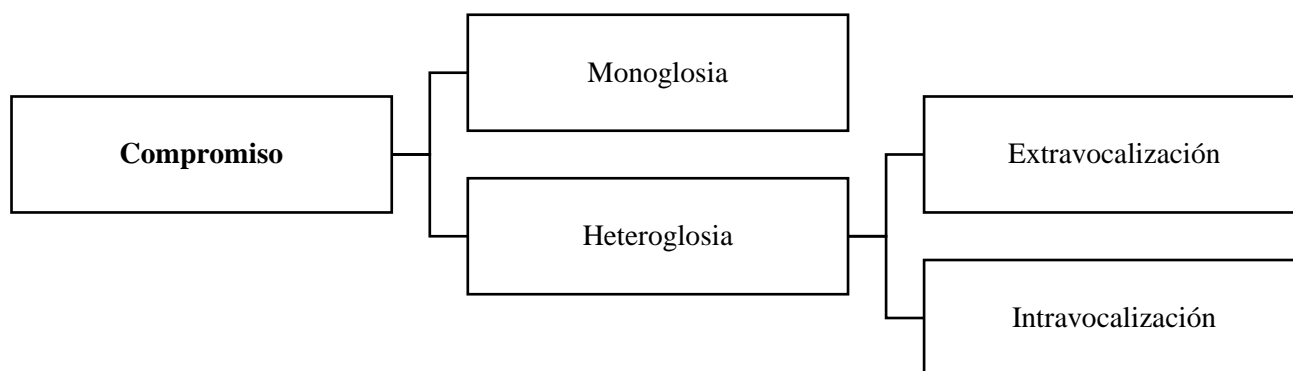 Monoglosia
Compromiso
Extravocalización
Heteroglosia
Intravocalización